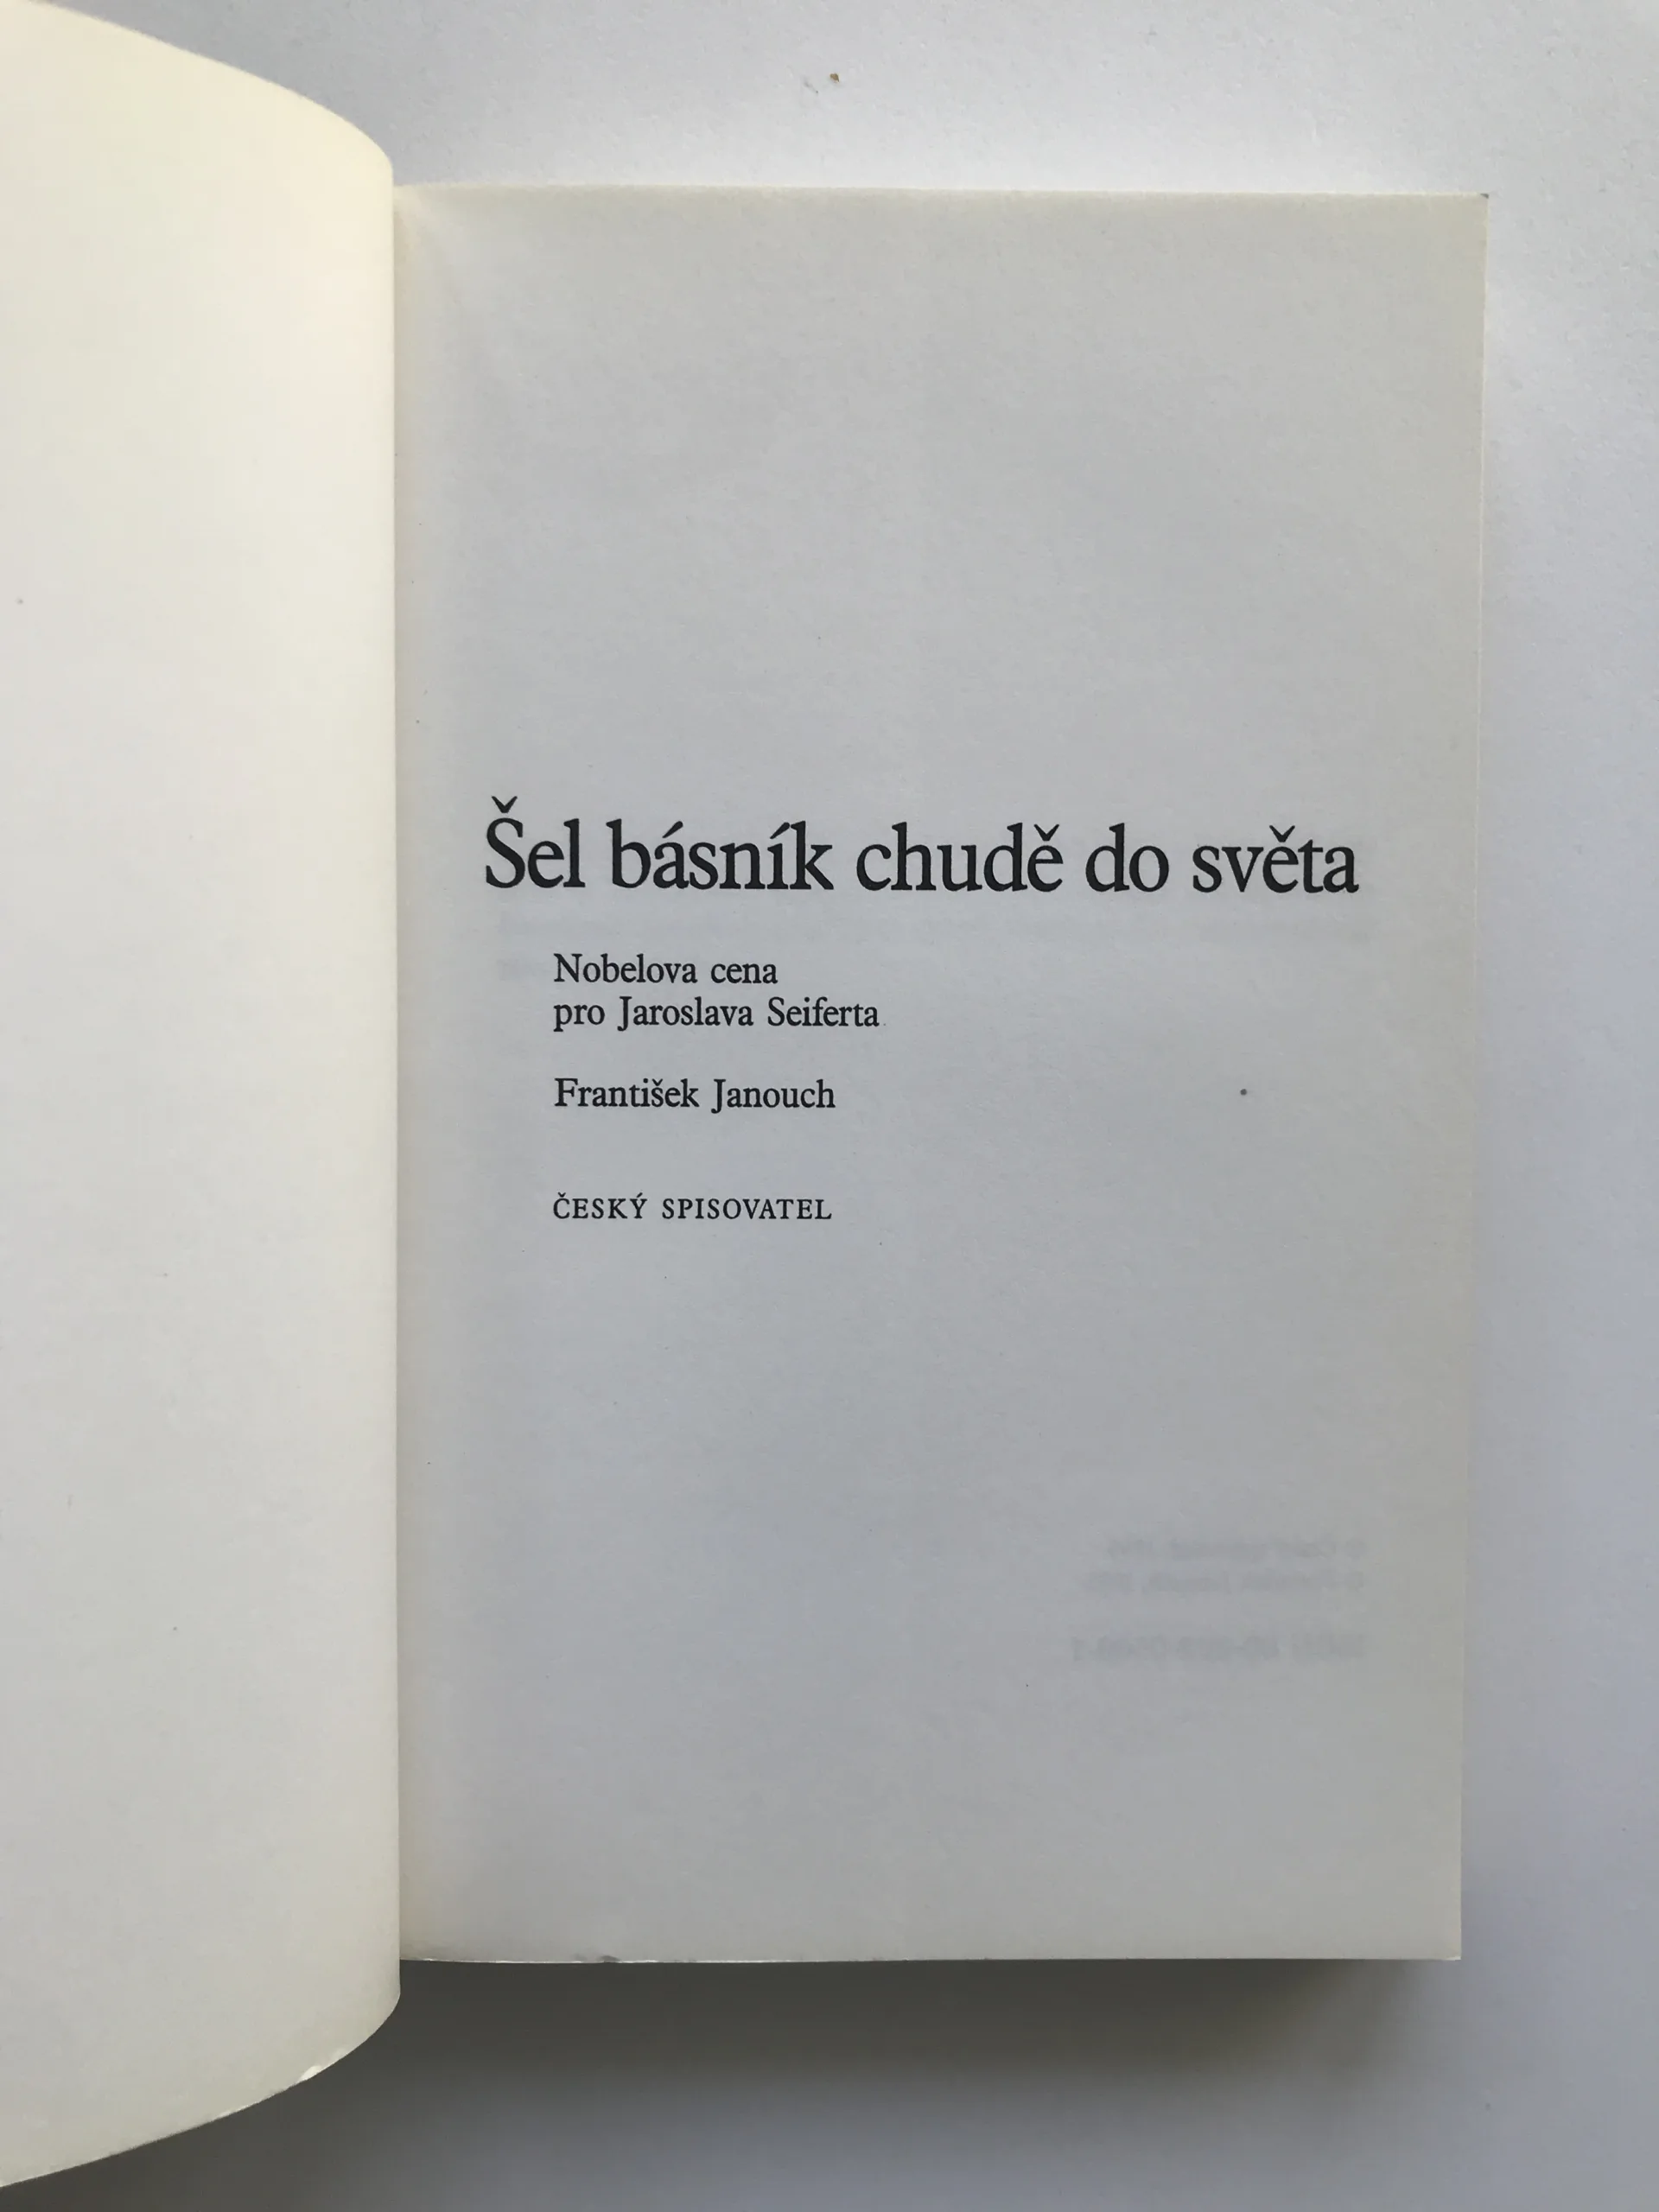 Šel básník chudě do světa
Nobelova cena
pro Jaroslava Seiferta
František Janouch
ČESKÝ SPISOVATEL